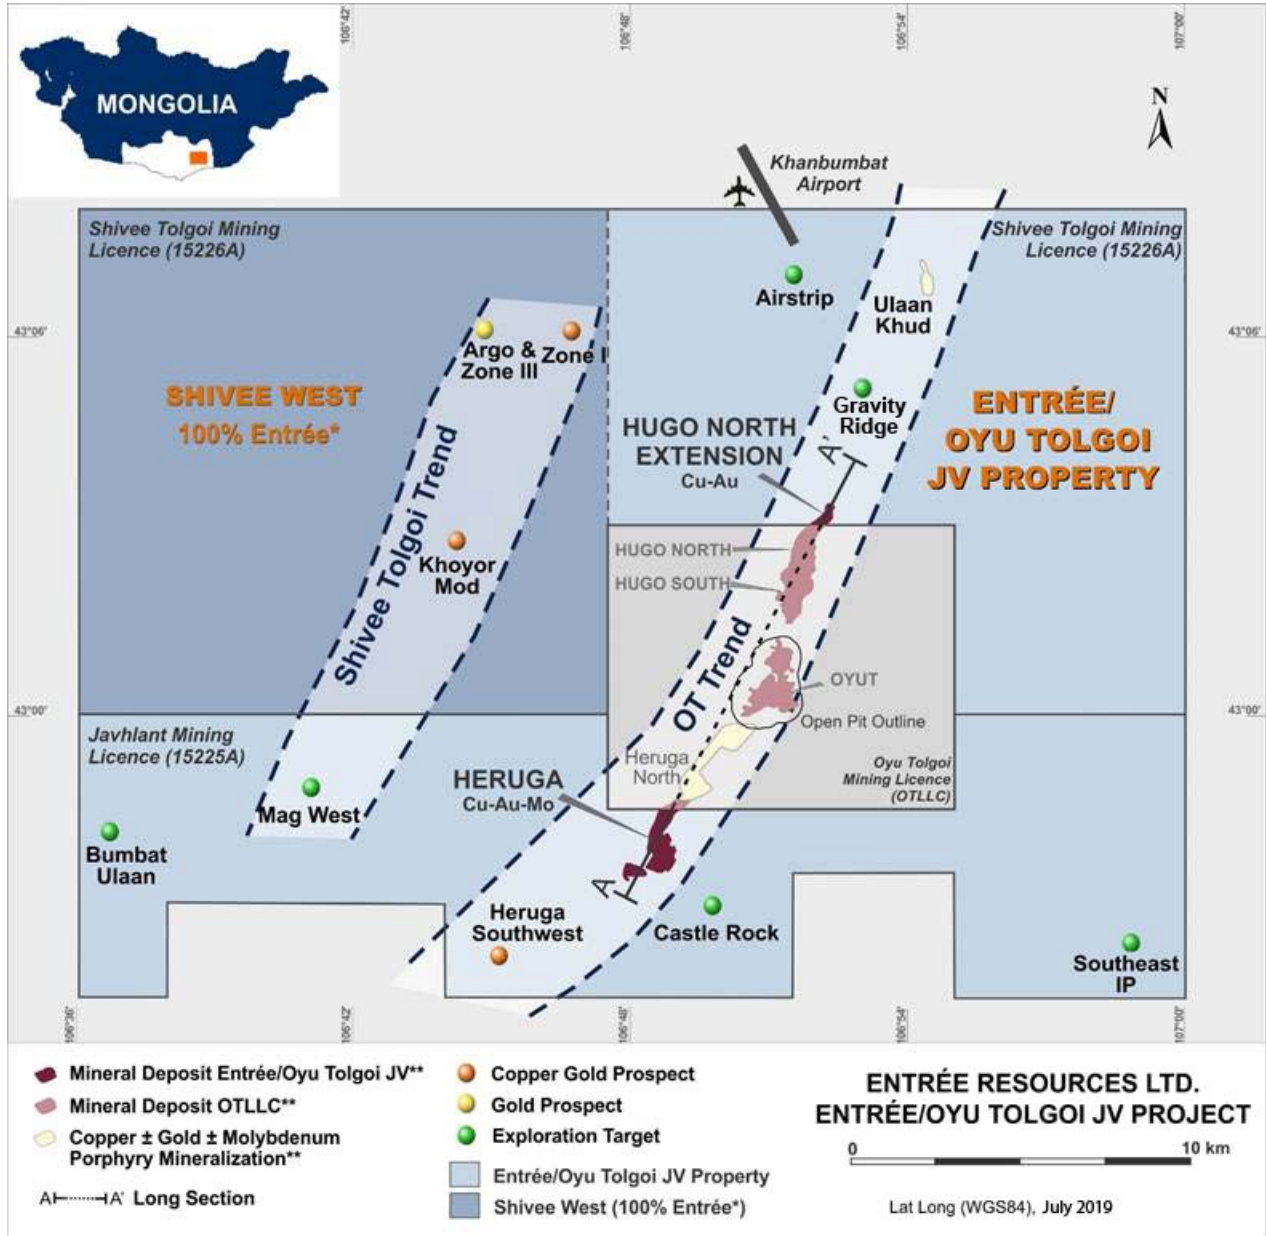 106°42'
106°48'
106°54'
107°00'
MONGOLIA
N
Khanbumbat
Airport
Shivee Tolgoi Mining
Licence (15226A)
Shivee Tolgoi Mining
Licence (15226A)
Airstrip
Ulaan
Khud
43°06'
43°06'
Argo &
Zone III
Zone I
SHIVEE WEST
100% Entrée*
Gravity
Ridge
ENTRÉE/
OYU TOLGOI
JV PROPERTY
HUGO NORTH
EXTENSION
Cu-Au
A'
Shivee Tolgoi Trend
HUGO NORTH
Khoyor
Mod
HUGO SOUTH
OT Trend
OYUT
43°00'
43°00'
Open Pit Outline
Javhlant Mining
Licence (15225A)
Heruga
North
Oyu Tolgoi
Mining Licence
(OTLLC)
HERUGA
Cu-Au-Mo
Mag West
Bumbat
Ulaan
A
Heruga
Southwest
Castle Rock
Southeast
IP
106°36'
106°42'
106°48'
106°54'
107°00'
Mineral Deposit Entrée/Oyu Tolgoi JV**
Mineral Deposit OTLLC**
Copper ± Gold ± Molybdenum
Porphyry Mineralization**
A A' Long Section
Copper Gold Prospect
Gold Prospect
Exploration Target
Entrée/Oyu Tolgoi JV Property
Shivee West (100% Entrée*)
ENTRÉE RESOURCES LTD.
ENTRÉE/OYU TOLGOI JV PROJECT
0 10 km
Lat Long (WGS84), July 2019